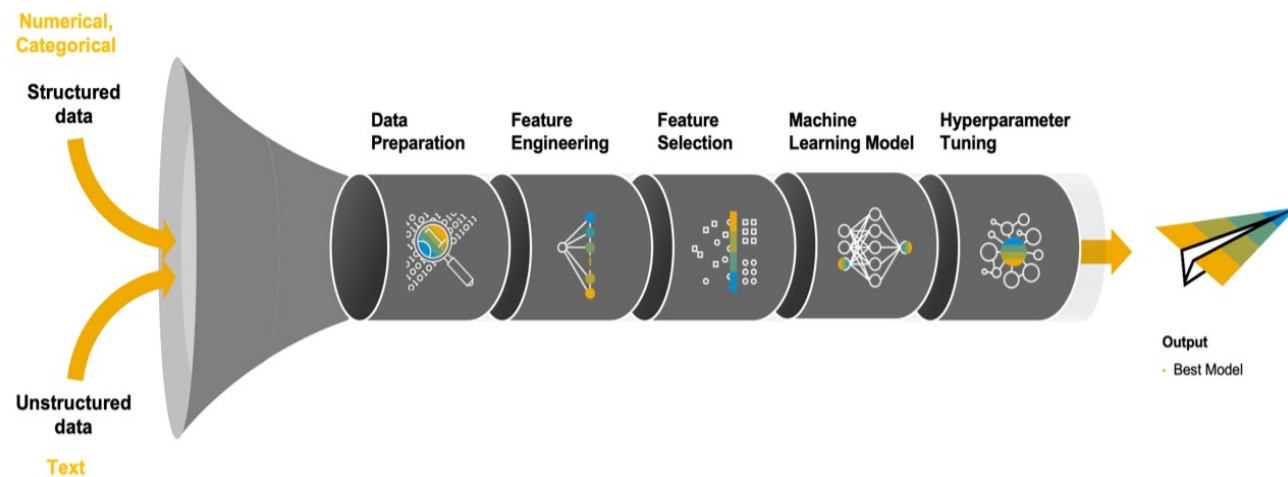 Numerical,
Categorical
Structured
data
Data
Preparation
Feature
Engineering
Feature
Selection
Machine
Learning Model
Hyperparameter
Tuning
Unstructured
data
Text
Output
• Best Model